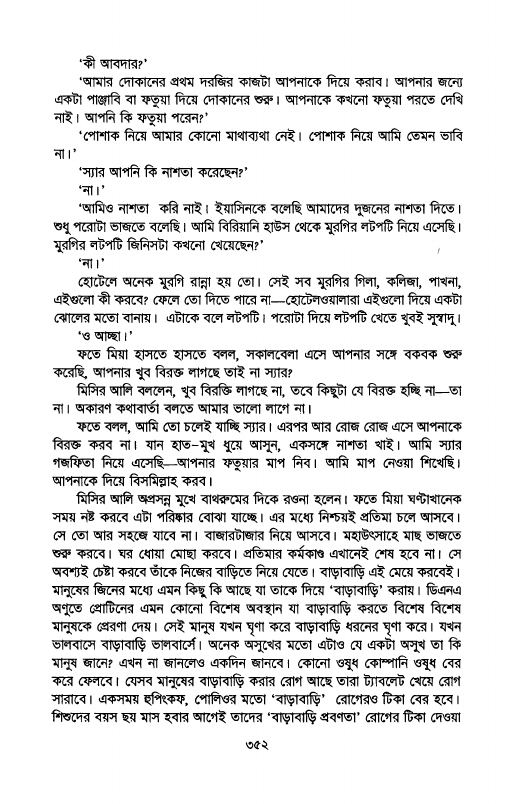 ‘কী আবদার?’
‘আমার দোকানের প্রথম দরজির কাজটা আপনাকে দিয়ে করাব। আপনার জন্যে
একটা পাঞ্জাবি বা ফতুয়া দিয়ে দোকানের শুরু। আপনাকে কখনো ফতুয়া পরতে দেখি
নাই। আপনি কি ফতুয়া পরেন?’
‘পোশাক নিয়ে আমার কোনো মাথাব্যথা নেই। পোশাক নিয়ে আমি তেমন ভাবি
না।’
‘স্যার আপনি কি নাশতা করেছেন?’
‘না।’
‘আমিও নাশতা করি নাই। ইয়াসিনকে বলেছি আমাদের দুজনের নাশতা দিতে।
শুধু পরোটা ভাজতে বলেছি। আমি বিরিয়ানি হাউস থেকে মুরগির লটপটি নিয়ে এসেছি।
মুরগির লটপটি জিনিসটা কখনো খেয়েছেন?’
‘না।’
হোটেলে অনেক মুরগি রান্না হয় তো। সেই সব মুরগির গিলা, কলিজা, পাখনা,
এইগুলো কী করবে? ফেলে তো দিতে পারে না—হোটেলওয়ালারা এইগুলো দিয়ে একটা
ঝোলের মতো বানায়। এটাকে বলে লটপটি। পরোটা দিয়ে লটপটি খেতে খুবই সুস্বাদু।
‘ও আচ্ছা।’
ফতে মিয়া হাসতে হাসতে বলল, সকালবেলা এসে আপনার সঙ্গে বকবক শুরু
করেছি, আপনার খুব বিরক্ত লাগছে তাই না স্যার?
মিসির আলি বললেন, খুব বিরক্তি লাগছে না, তবে কিছুটা যে বিরক্ত হচ্ছি না—তা
না। অকারণ কথাবার্তা বলতে আমার ভালো লাগে না।
ফতে বলল, আমি তো চলেই যাচ্ছি স্যার। এরপর আর রোজ রোজ এসে আপনাকে
বিরক্ত করব না। যান হাত-মুখ ধুয়ে আসুন, একসঙ্গে নাশতা খাই। আমি স্যার
গজফিতা নিয়ে এসেছি—আপনার ফতুয়ার মাপ নিব। আমি মাপ নেওয়া শিখেছি।
আপনাকে দিয়ে বিসমিল্লাহ করব।
মিসির আলি অপ্রসন্ন মুখে বাথরুমের দিকে রওনা হলেন। ফতে মিয়া ঘণ্টাখানেক
সময় নষ্ট করবে এটা পরিষ্কার বোঝা যাচ্ছে। এর মধ্যে নিশ্চয়ই প্রতিমা চলে আসবে।
সে তো আর সহজে যাবে না। বাজারটাজার নিয়ে আসবে। মহাউৎসাহে মাছ ভাজতে
শুরু করবে। ঘর ধোয়া মোছা করবে। প্রতিমার কর্মকাণ্ড এখানেই শেষ হবে না। সে
অবশ্যই চেষ্টা করবে তাঁকে নিজের বাড়িতে নিয়ে যেতে। বাড়াবাড়ি এই মেয়ে করবেই।
মানুষের জিনের মধ্যে এমন কিছু কি আছে যা তাকে দিয়ে ‘বাড়াবাড়ি’ করায়। ডিএনএ
অণুতে প্রোটিনের এমন কোনো বিশেষ অবস্থান যা বাড়াবাড়ি করতে বিশেষ বিশেষ
মানুষকে প্রেরণা দেয়। সেই মানুষ যখন ঘৃণা করে বাড়াবাড়ি ধরনের ঘৃণা করে। যখন
ভালবাসে বাড়াবাড়ি ভালবাসে। অনেক অসুখের মতো এটাও যে একটা অসুখ তা কি
মানুষ জানে? এখন না জানলেও একদিন জানবে। কোনো ওষুধ কোম্পানি ওষুধ বের
করে ফেলবে। যেসব মানুষের বাড়াবাড়ি করার রোগ আছে তারা ট্যাবলেট খেয়ে রোগ
সারাবে। একসময় হুপিংকফ, পোলিওর মতো ‘বাড়াবাড়ি’ রোগেরও টিকা বের হবে।
শিশুদের বয়স ছয় মাস হবার আগেই তাদের ‘বাড়াবাড়ি প্রবণতা’ রোগের টিকা দেওয়া
৩৫২